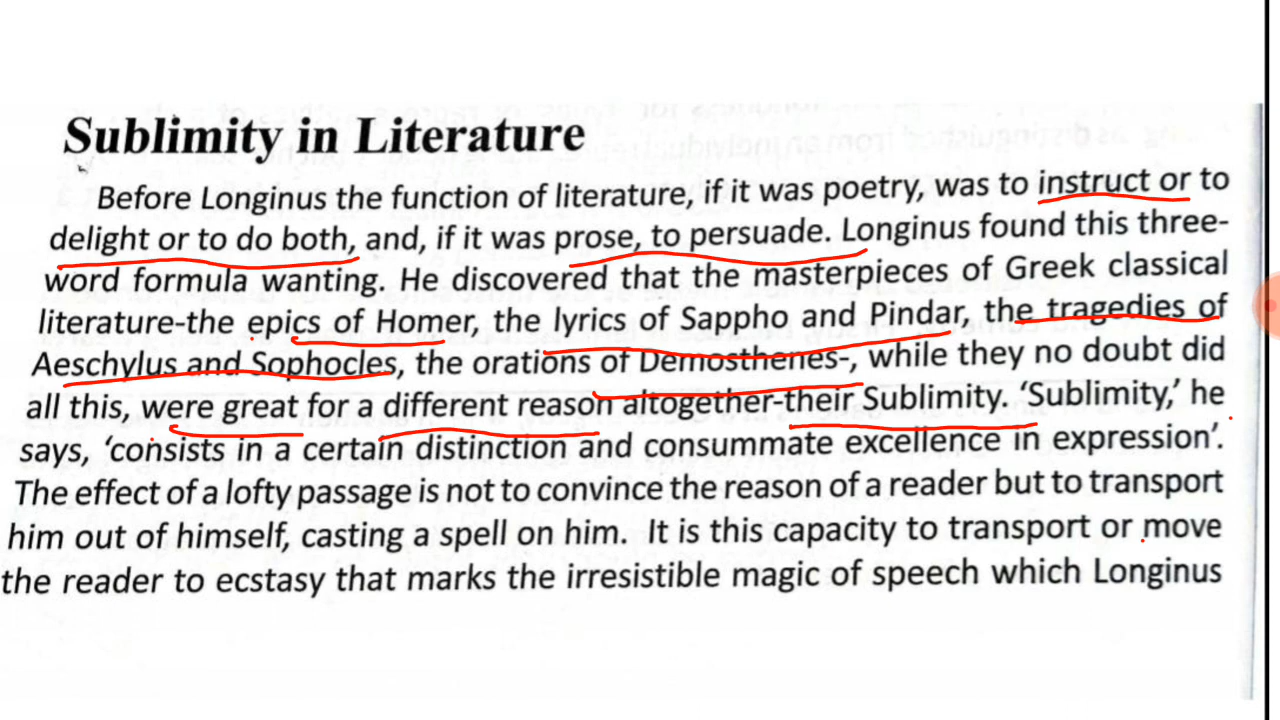 Sublimity in Literature
Before Longinus the function of literature, if it was poetry, was to instruct or to
delight or to do both, and, if it was prose, to persuade. Longinus found this three-
word formula wanting. He discovered that the masterpieces of Greek classical
literature-the epics of Homer, the lyrics of Sappho and Pindar, the tragedies of
Aeschylus and Sophocles, the orations of Demosthenes-, while they no doubt did
all this, were great for a different reason altogether-their Sublimity. ‘Sublimity,’ he
says, ‘consists in a certain distinction and consummate excellence in expression’.
The effect of a lofty passage is not to convince the reason of a reader but to transport
him out of himself, casting a spell on him. It is this capacity to transport or move
the reader to ecstasy that marks the irresistible magic of speech which Longinus